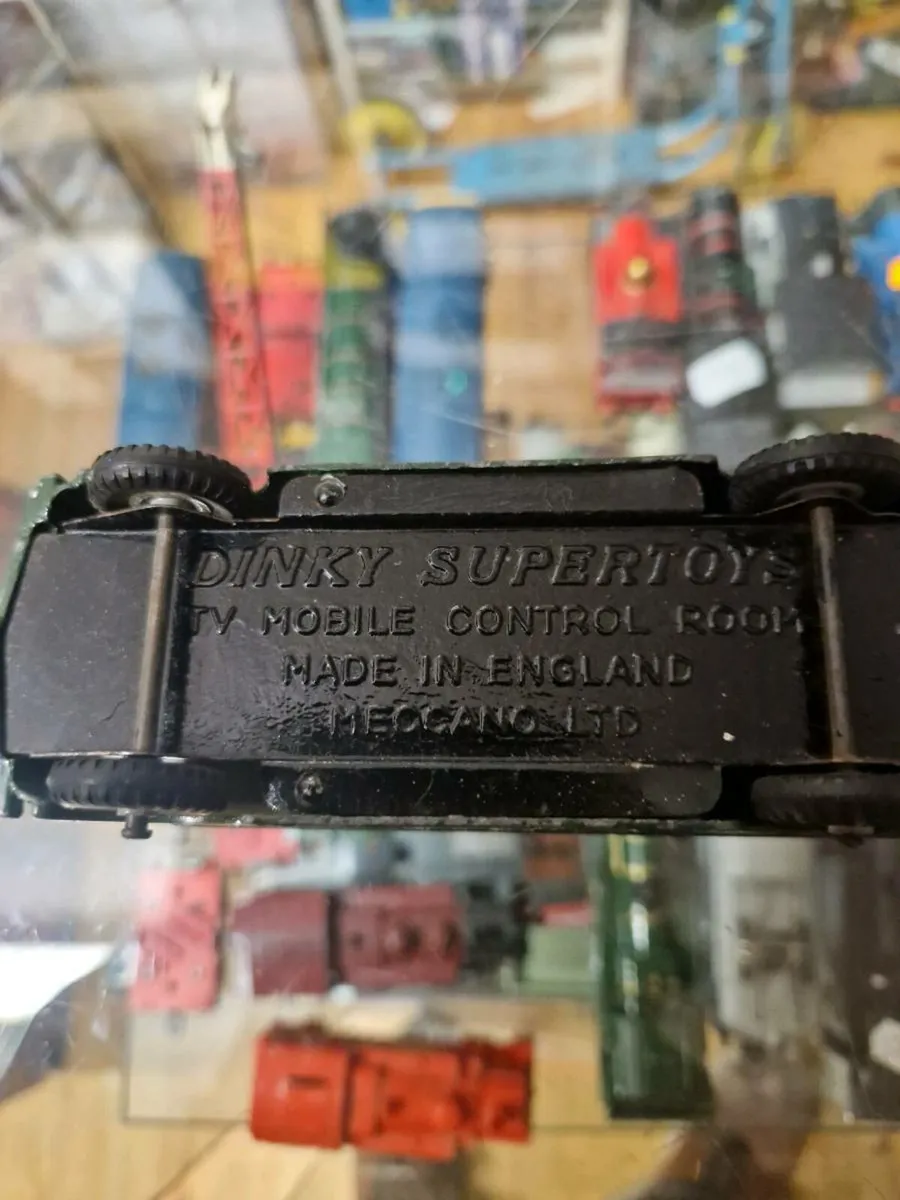 DINKY SUPERTOYS
TV MOBILE CONTROL ROOM
MADE IN ENGLAND
MECCANO LTD